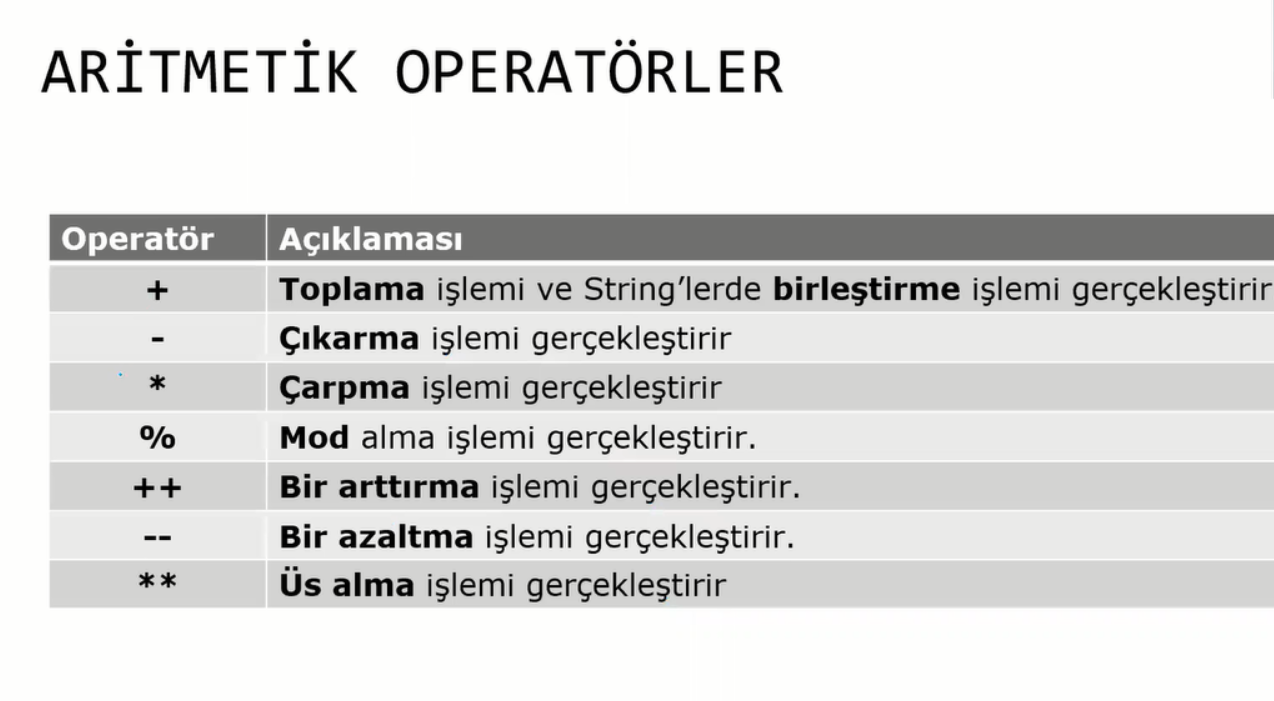 ARİTMETİK OPERATÖRLER
Operatör Açıklaması
+ Toplama işlemi ve String’lerde birleştirme işlemi gerçekleştirir
- Çıkarma işlemi gerçekleştirir
* Çarpma işlemi gerçekleştirir
% Mod alma işlemi gerçekleştirir.
++ Bir arttırma işlemi gerçekleştirir.
-- Bir azaltma işlemi gerçekleştirir.
** Üs alma işlemi gerçekleştirir